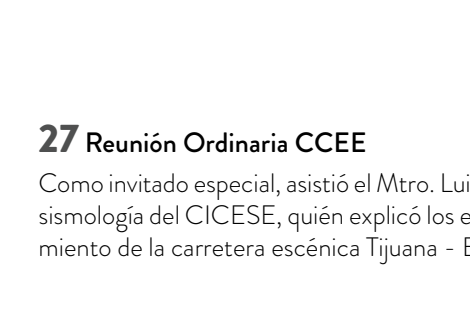 27 Reunión Ordinaria CCEE
Como invitado especial, asistió el Mtro. Lui
sismología del CICESE, quién explicó los e
miento de la carretera escénica Tijuana - E